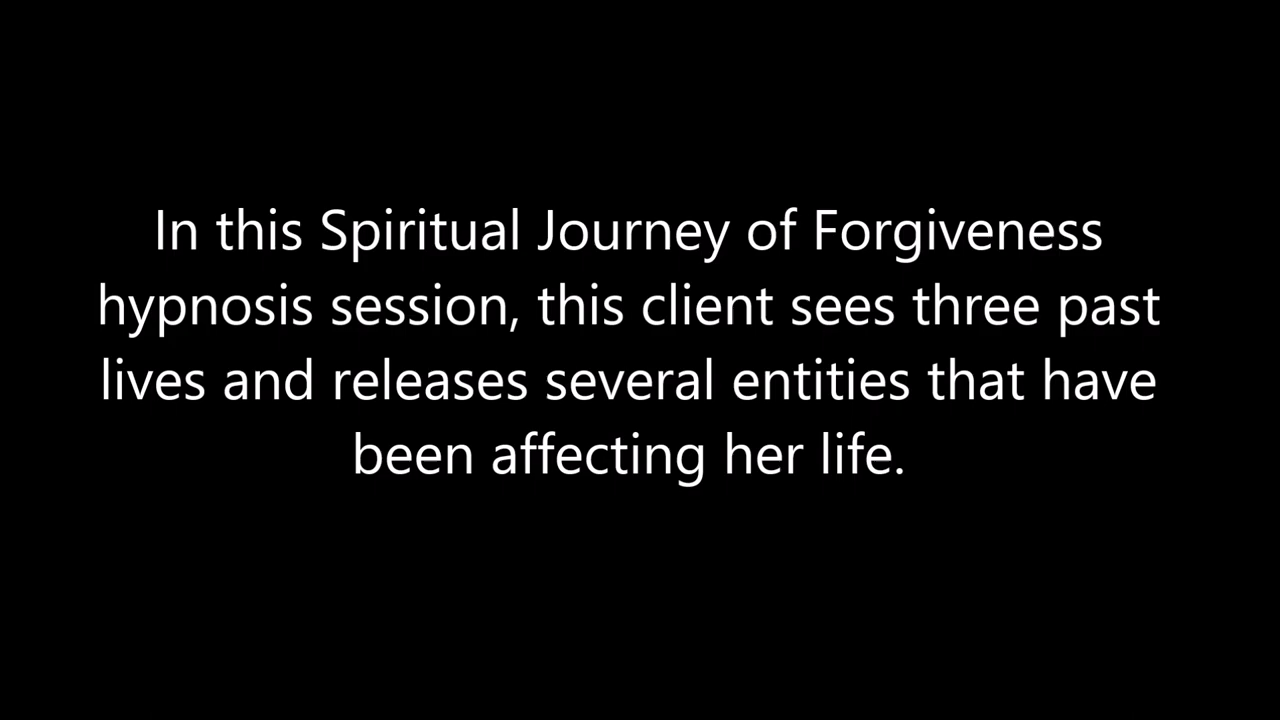 In this Spiritual Journey of Forgiveness
hypnosis session, this client sees three past
lives and releases several entities that have
been affecting her life.